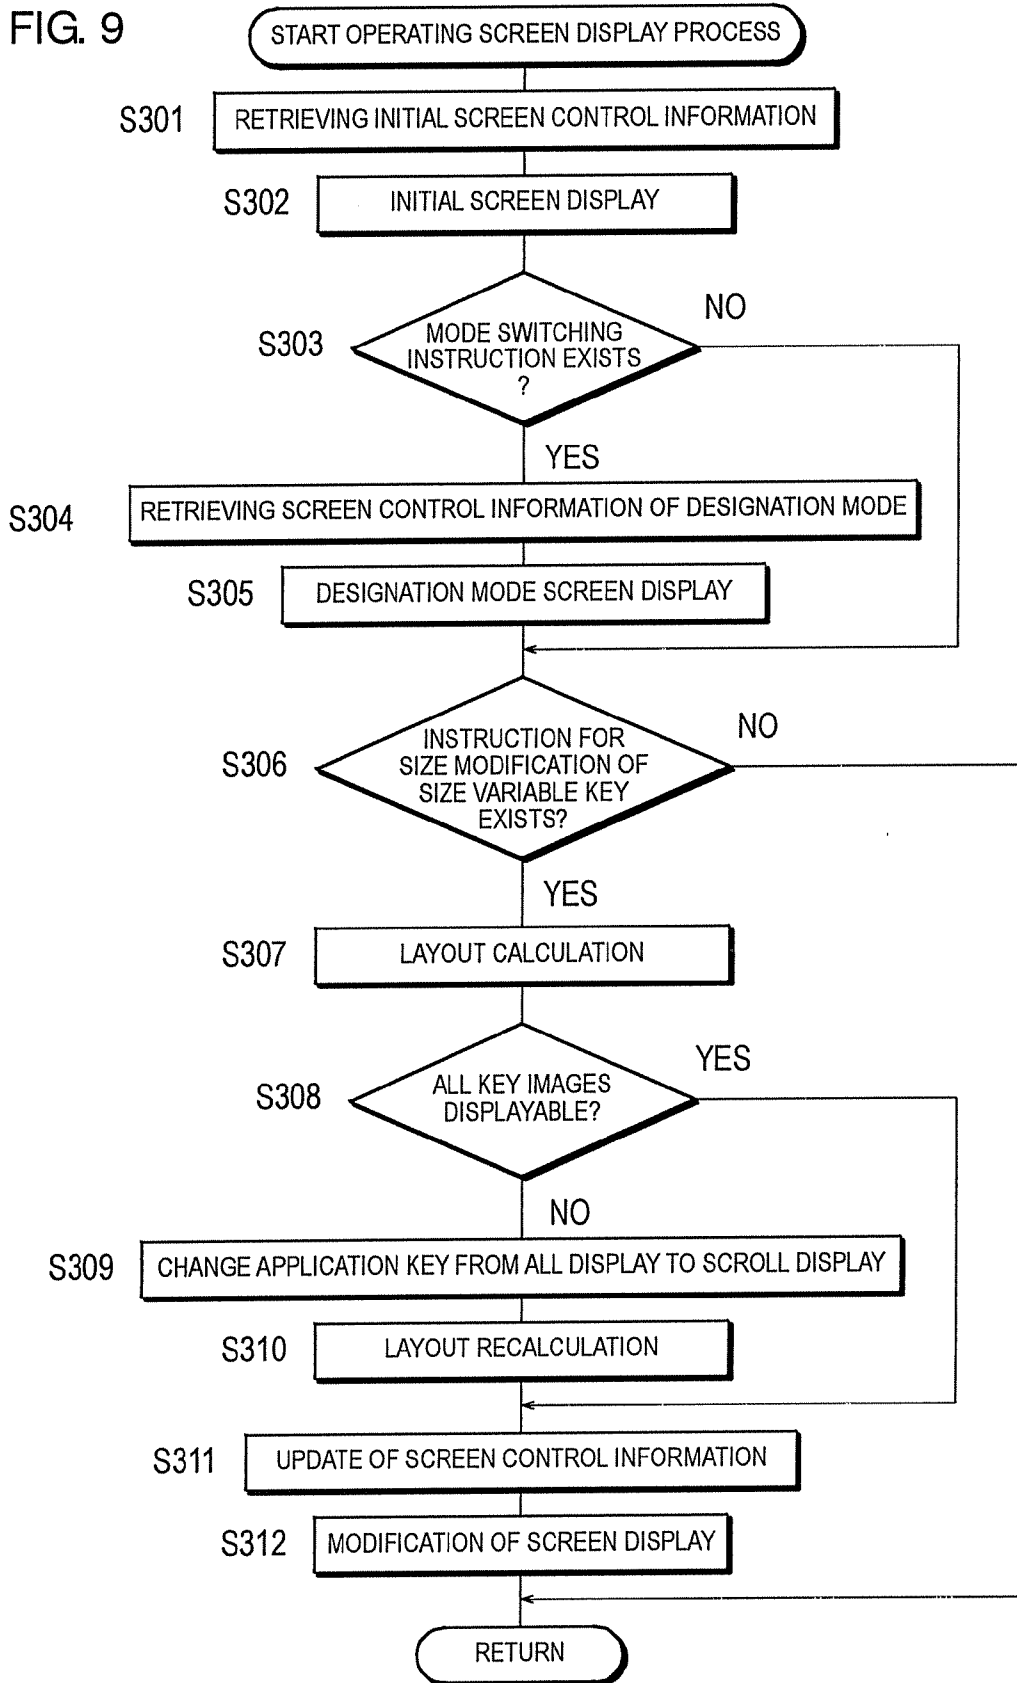 FIG. 9
START OPERATING SCREEN DISPLAY PROCESS
S301
RETRIEVING INITIAL SCREEN CONTROL INFORMATION
S302
INITIAL SCREEN DISPLAY
S303
MODE SWITCHING
INSTRUCTION EXISTS
?
NO
YES
S304
RETRIEVING SCREEN CONTROL INFORMATION OF DESIGNATION MODE
S305
DESIGNATION MODE SCREEN DISPLAY
S306
INSTRUCTION FOR
SIZE MODIFICATION OF
SIZE VARIABLE KEY
EXISTS?
NO
YES
S307
LAYOUT CALCULATION
S308
ALL KEY IMAGES
DISPLAYABLE?
YES
NO
S309
CHANGE APPLICATION KEY FROM ALL DISPLAY TO SCROLL DISPLAY
S310
LAYOUT RECALCULATION
S311
UPDATE OF SCREEN CONTROL INFORMATION
S312
MODIFICATION OF SCREEN DISPLAY
RETURN